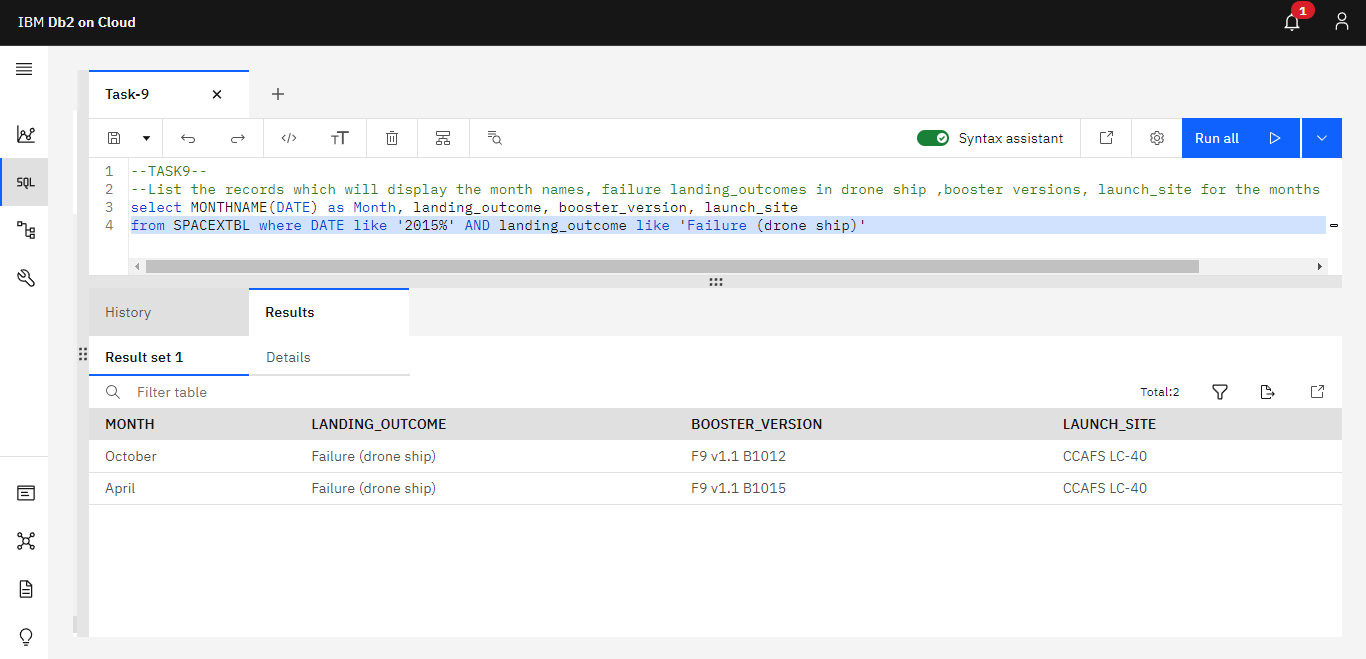 IBM Db2 on Cloud
1
Task-9
Syntax assistant
Run all
1 --TASK9--
2 --List the records which will display the month names, failure landing_outcomes in drone ship ,booster versions, launch_site for the months
3 select MONTHNAME(DATE) as Month, landing_outcome, booster_version, launch_site
4 from SPACEXTBL where DATE like '2015%' AND landing_outcome like 'Failure (drone ship)'
SQL
History Results
Result set 1 Details
Filter table Total:2
MONTH LANDING_OUTCOME BOOSTER_VERSION LAUNCH_SITE
October Failure (drone ship) F9 v1.1 B1012 CCAFS LC-40
April Failure (drone ship) F9 v1.1 B1015 CCAFS LC-40